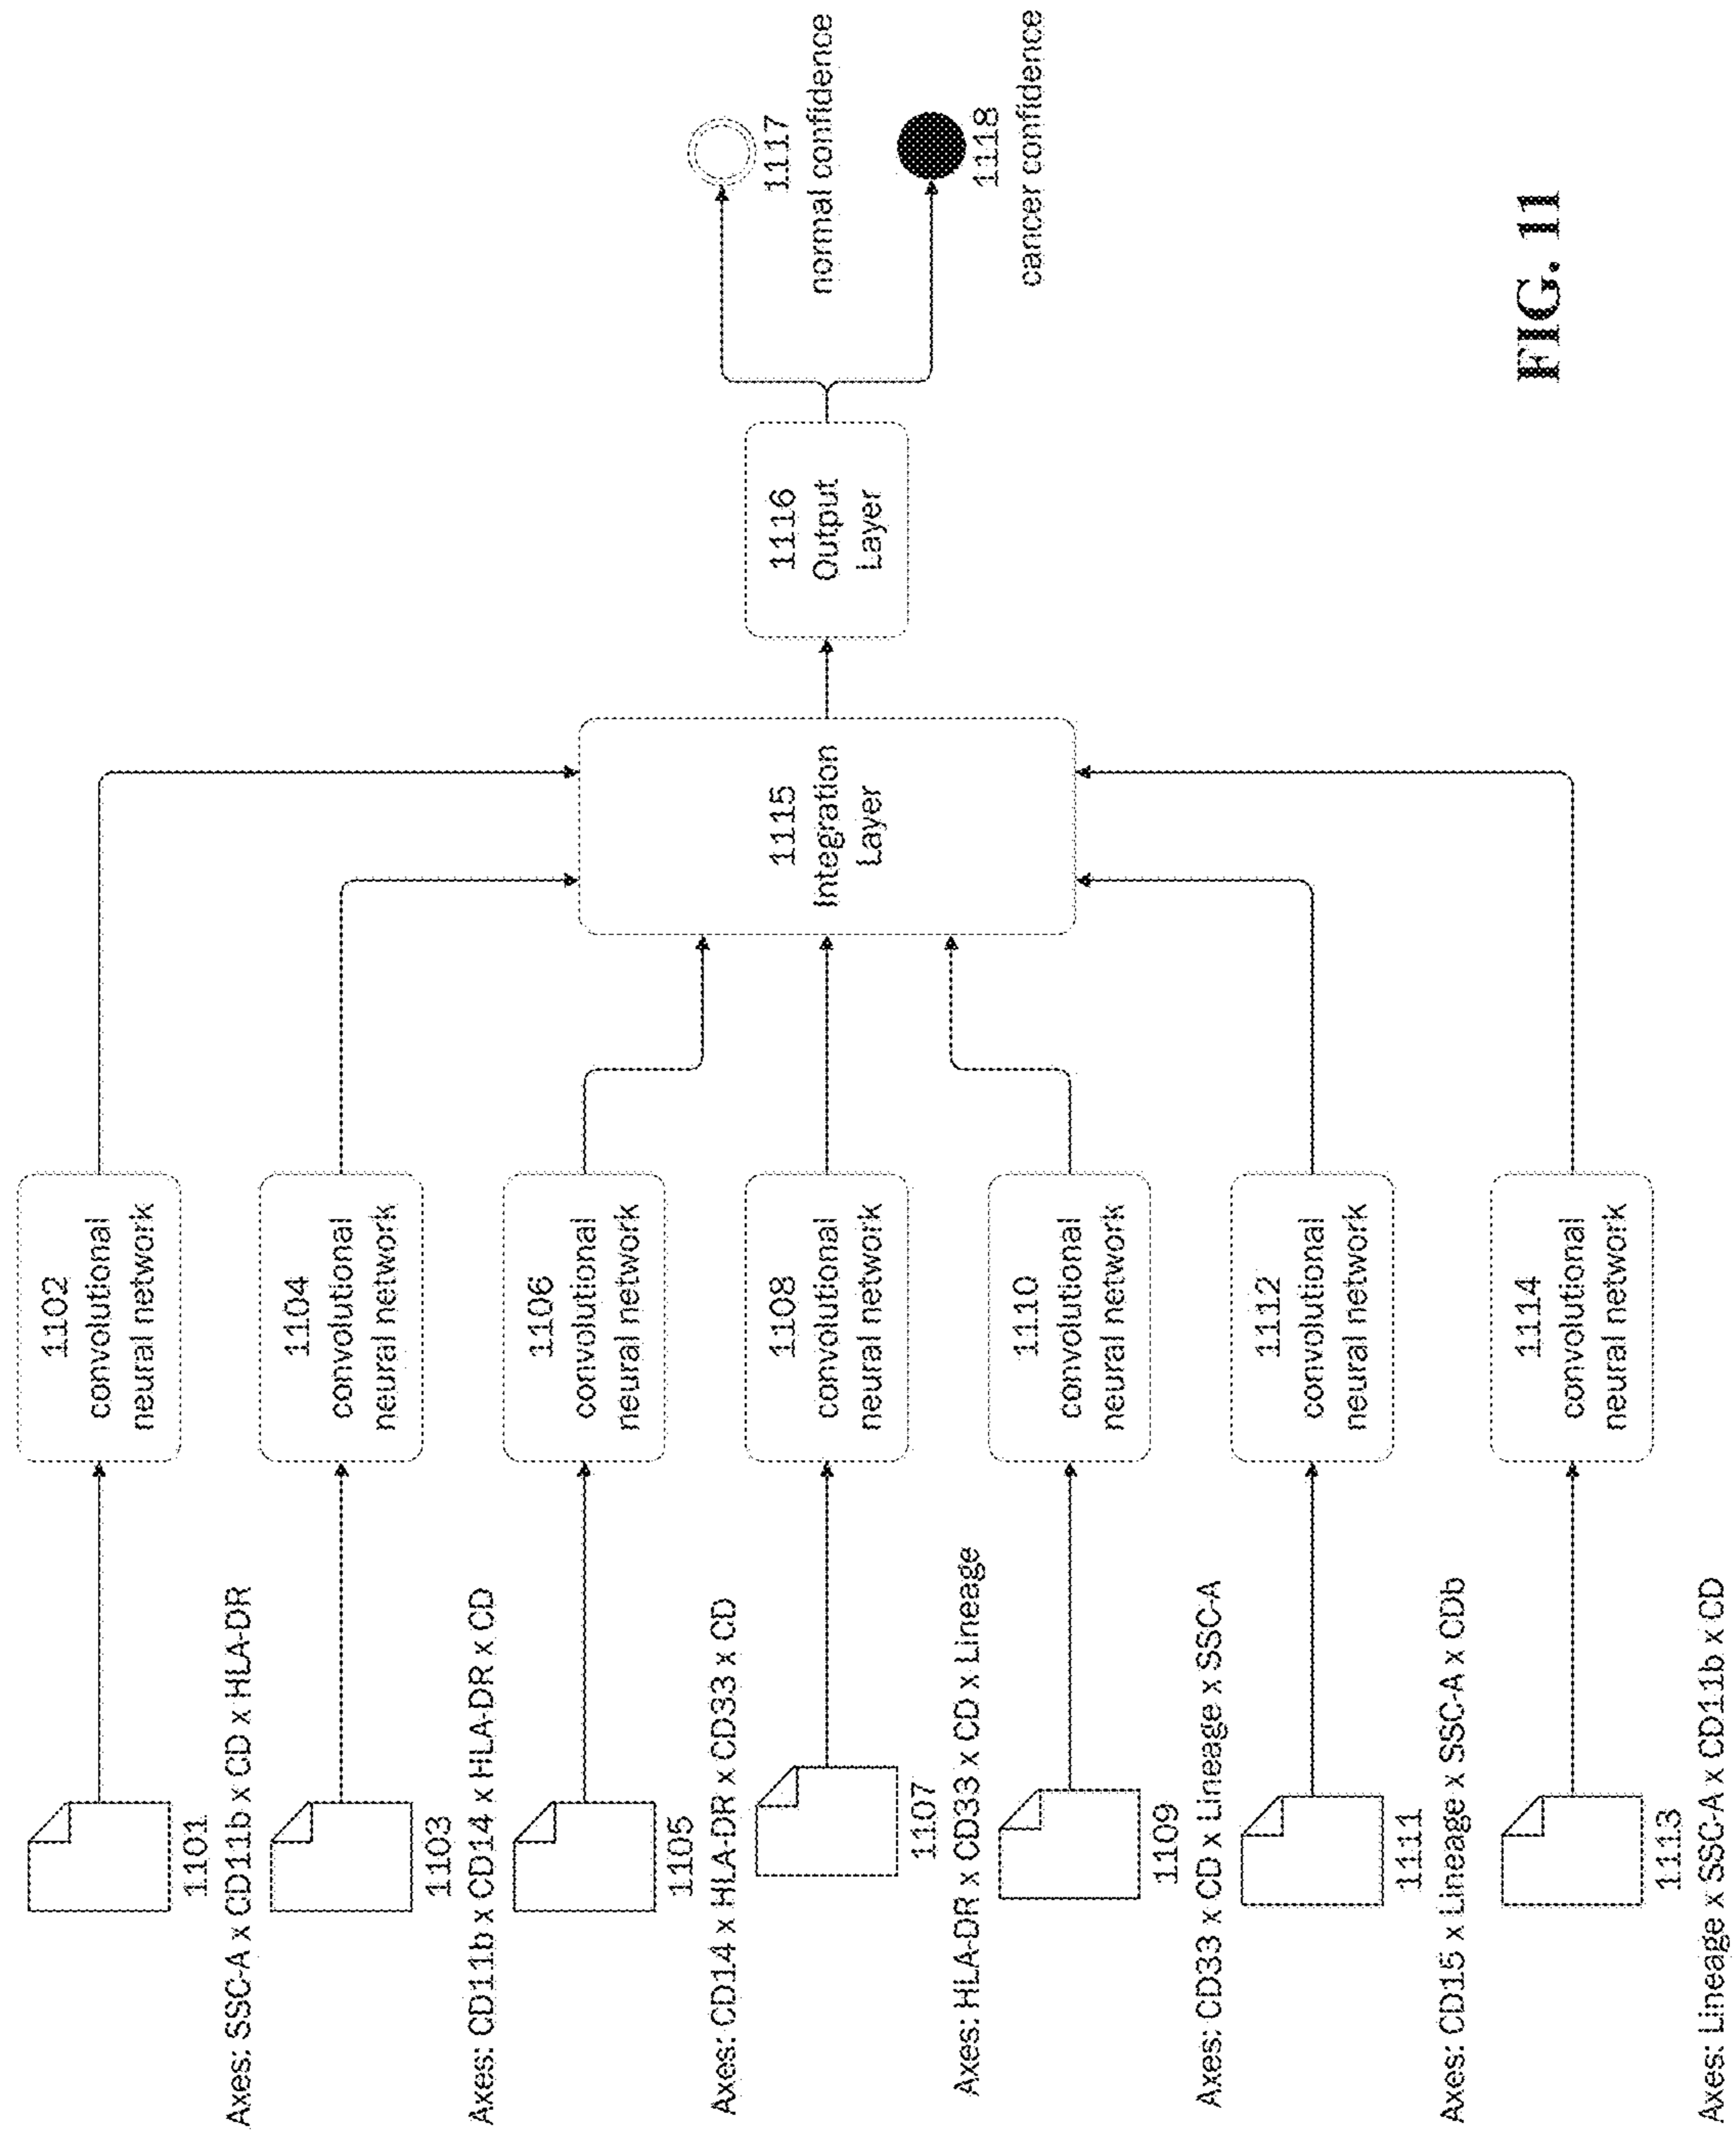 1101
Axes: SSC-A x CD11b x CD x HLA-DR
1102
convolutional
neural network
1103
Axes: CD11b x CD14 x HLA-DR x CD
1104
convolutional
neural network
1105
Axes: CD14 x HLA-DR x CD33 x CD
1106
convolutional
neural network
1107
Axes: HLA-DR x CD33 x CD x Lineage
1108
convolutional
neural network
1109
Axes: CD33 x CD x Lineage x SSC-A
1110
convolutional
neural network
1111
Axes: CD15 x Lineage x SSC-A x CDb
1112
convolutional
neural network
1113
Axes: Lineage x SSC-A x CD11b x CD
1114
convolutional
neural network
1115
Integration
Layer
1116
Output
Layer
1117
normal confidence
1118
cancer confidence
FIG. 11